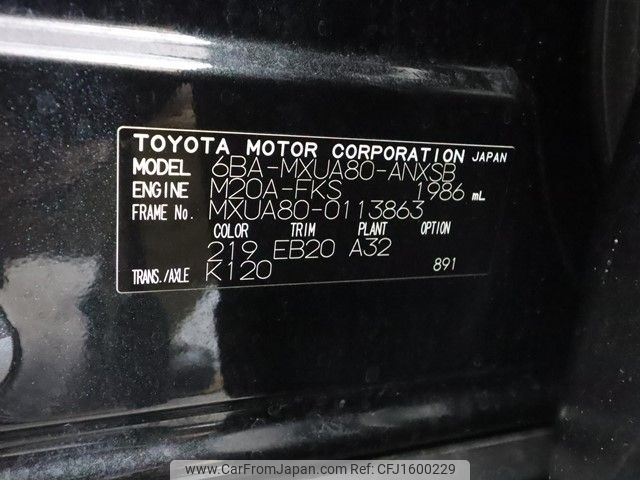 TOYOTA MOTOR CORPORATION JAPAN
MODEL 6BA-MXUA80-ANXSB
ENGINE M20A-FKS 1986 mL
FRAME No. MXUA80-0113863
COLOR TRIM PLANT OPTION
219 EB20 A32
TRANS./AXLE K120 891
www.CarFromJapan.com | Ref No: CFJ1600229